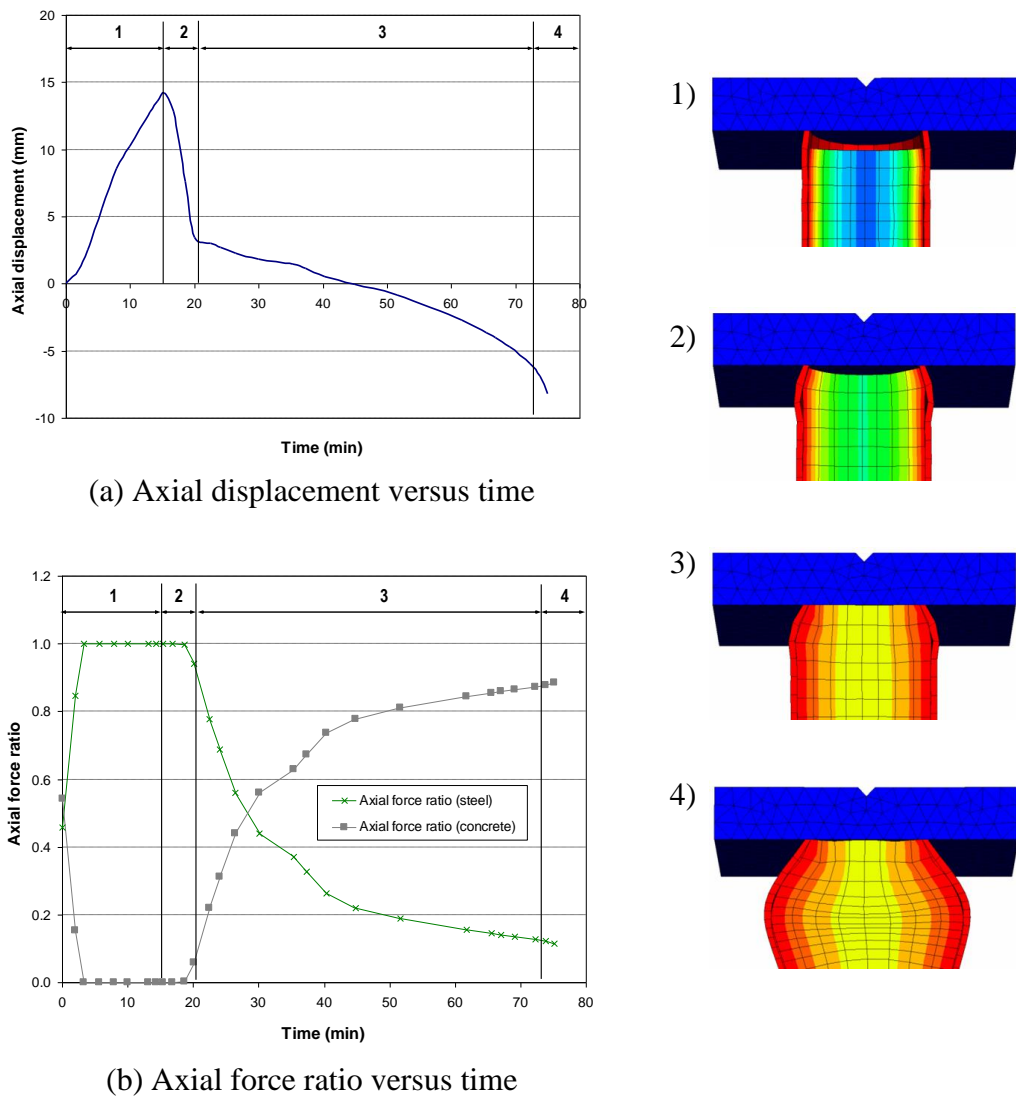 20
15
10
5
0
-5
-10
1 2 3 4
0 10 20 30 40 50 60 70 80
Axial displacement (mm)
Time (min)
(a) Axial displacement versus time
1.2
1.0
0.8
0.6
0.4
0.2
0.0
1 2 3 4
Axial force ratio (steel)
Axial force ratio (concrete)
0 10 20 30 40 50 60 70 80
Axial force ratio
Time (min)
(b) Axial force ratio versus time
1)
2)
3)
4)